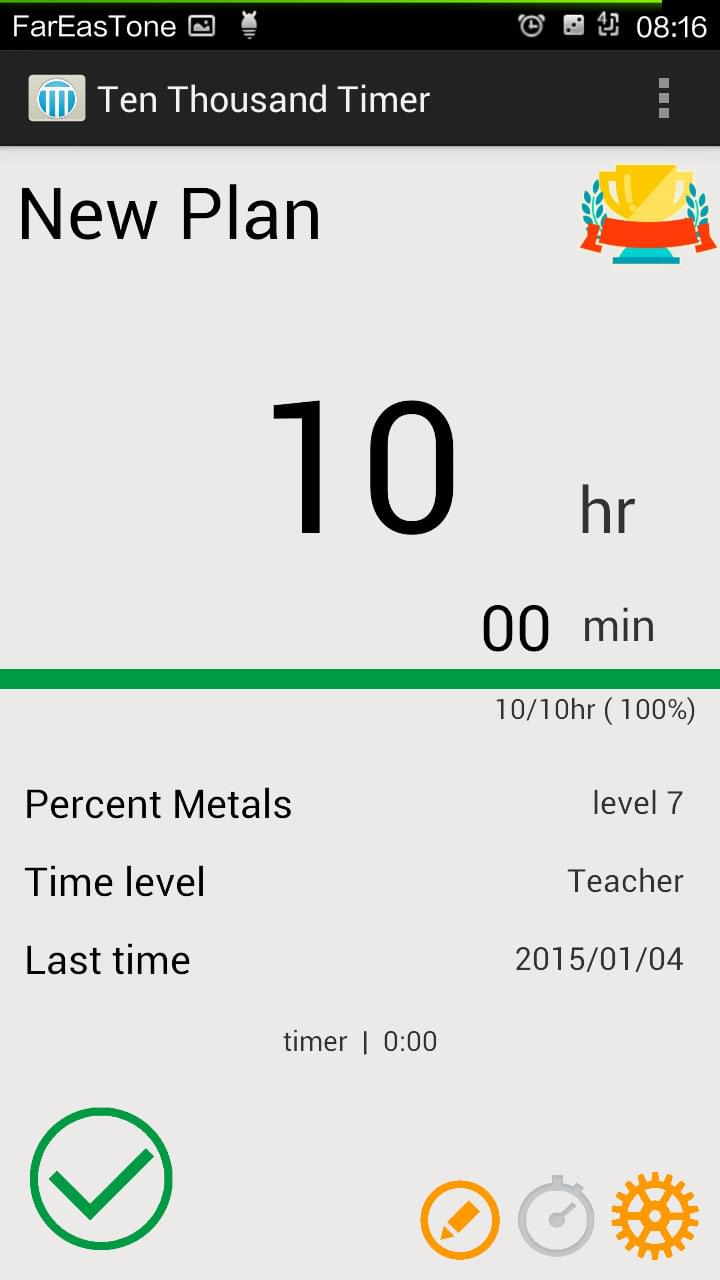 FarEasTone 08:16
Ten Thousand Timer
New Plan
10 hr
00 min
10/10hr ( 100%)
Percent Metals level 7
Time level Teacher
Last time 2015/01/04
timer | 0:00